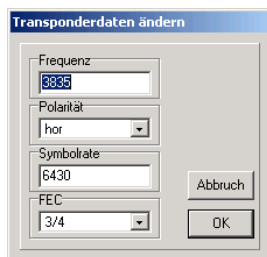 Transponderdaten ändern
Frequenz
3835
Polarität
hor
Symbolrate
6430
Abbruch
FEC
3/4
OK